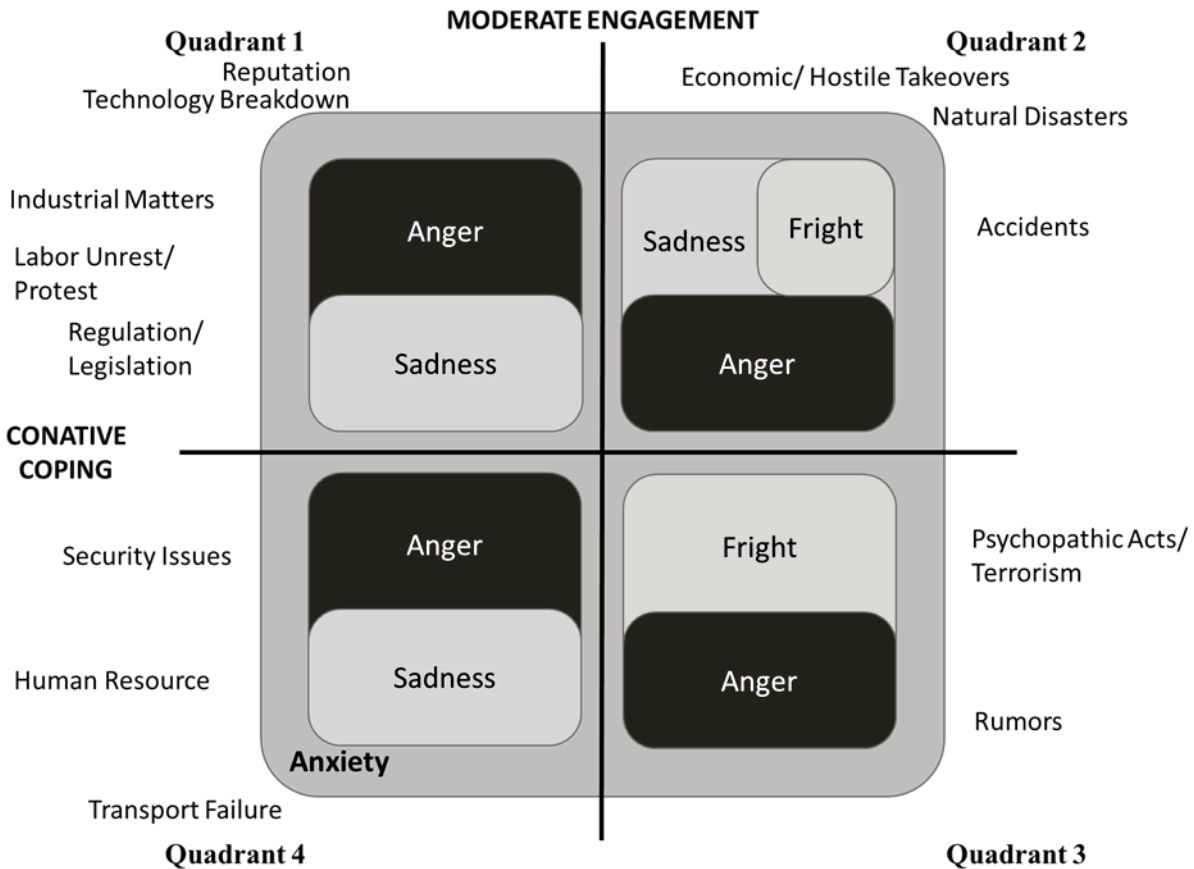 MODERATE ENGAGEMENT
Quadrant 1
Quadrant 2
Reputation
Technology Breakdown
Economic/ Hostile Takeovers
Natural Disasters
Industrial Matters
Labor Unrest/
Protest
Regulation/
Legislation
Anger
Sadness
Sadness
Fright
Anger
Accidents
CONATIVE
COPING
Security Issues
Human Resource
Anger
Sadness
Anxiety
Fright
Anger
Psychopathic Acts/
Terrorism
Rumors
Transport Failure
Quadrant 4
Quadrant 3